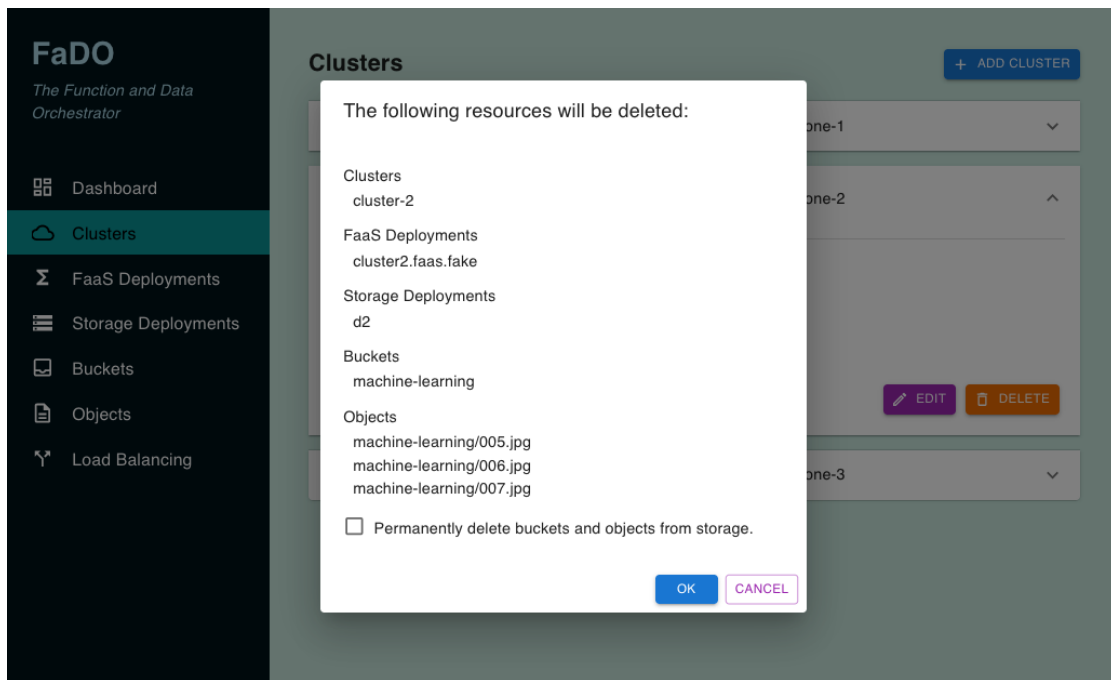 FaDO
The Function and Data
Orchestrator
Dashboard
Clusters
FaaS Deployments
Storage Deployments
Buckets
Objects
Load Balancing
Clusters
+ ADD CLUSTER
one-1
one-2
EDIT
DELETE
one-3
The following resources will be deleted:
Clusters
cluster-2
FaaS Deployments
cluster2.faas.fake
Storage Deployments
d2
Buckets
machine-learning
Objects
machine-learning/005.jpg
machine-learning/006.jpg
machine-learning/007.jpg
Permanently delete buckets and objects from storage.
OK
CANCEL